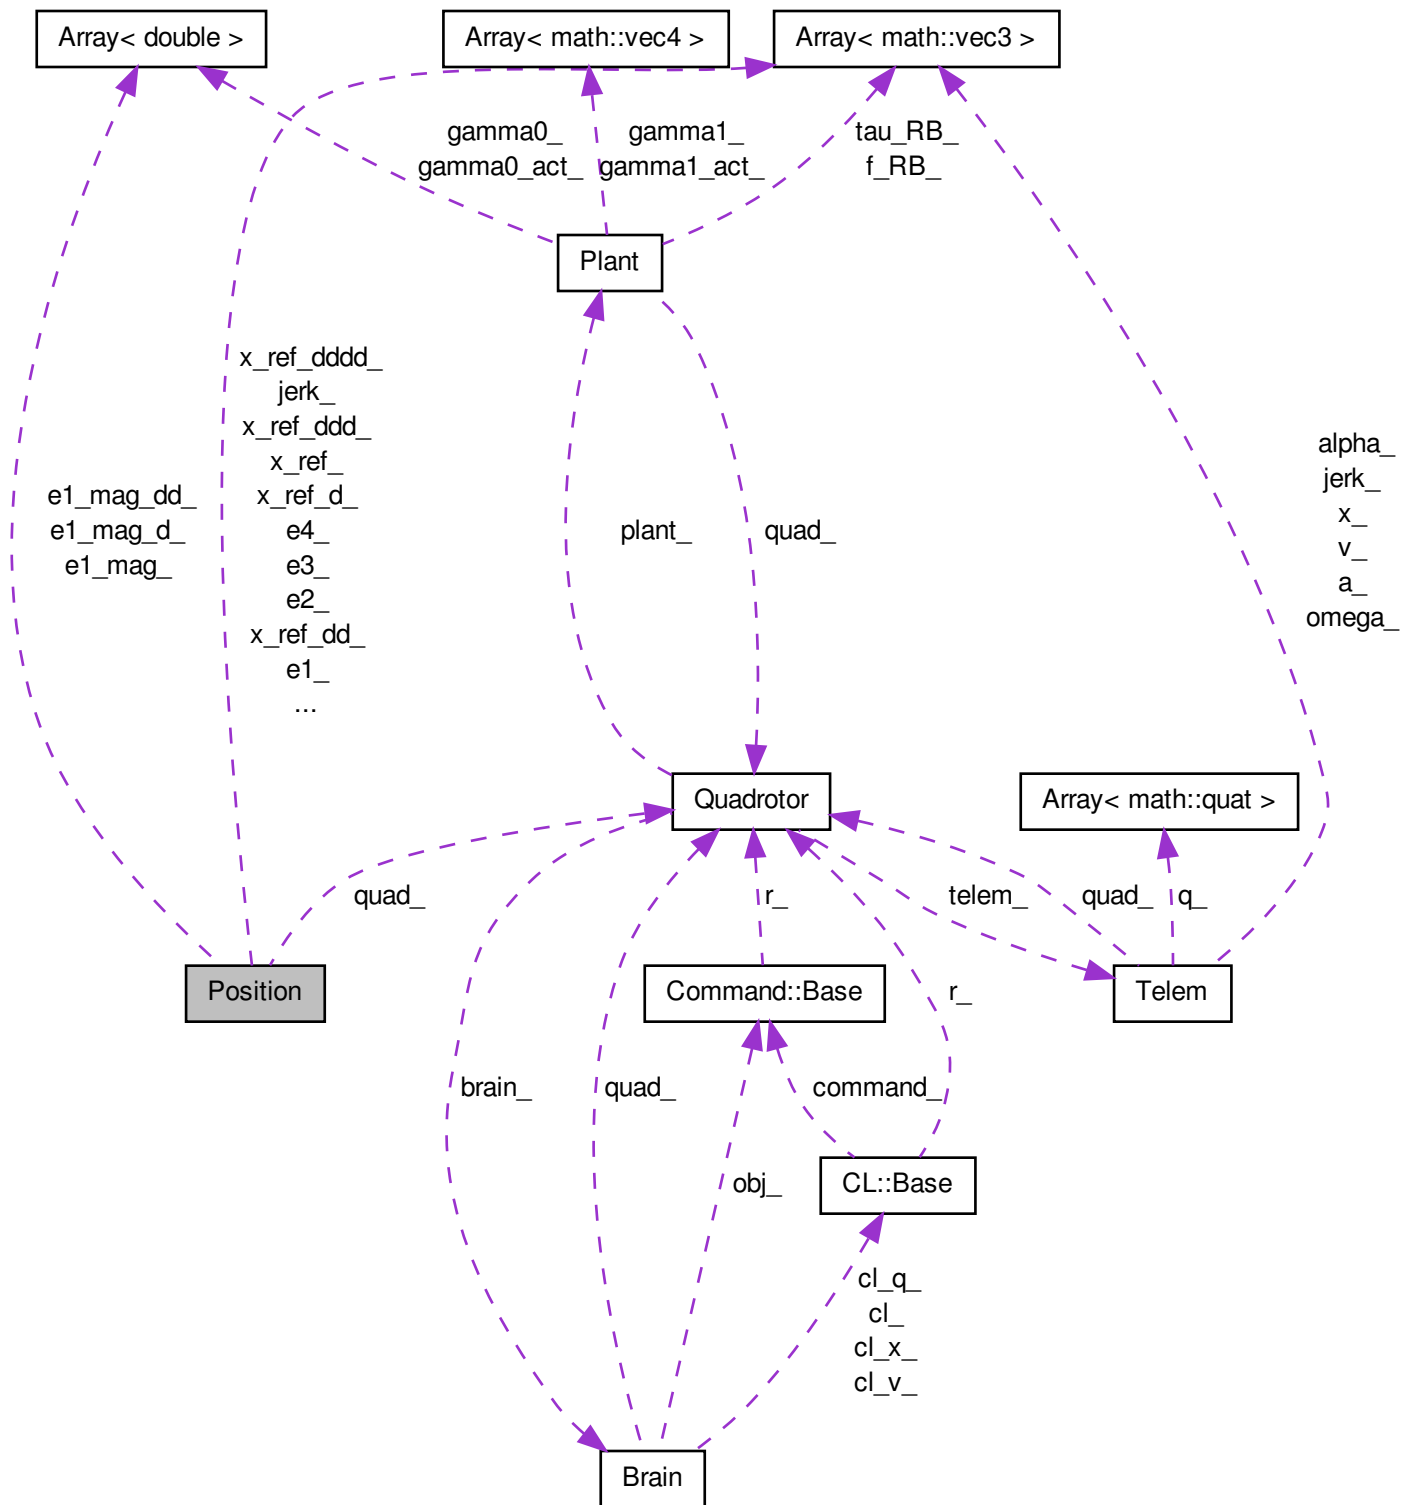 Array< double >
Array< math::vec4 >
Array< math::vec3 >
gamma0_
gamma0_act_
gamma1_
gamma1_act_
tau_RB_
f_RB_
Plant
x_ref_dddd_
jerk_
x_ref_ddd_
x_ref_
x_ref_d_
e4_
e3_
e2_
x_ref_dd_
e1_
...
e1_mag_dd_
e1_mag_d_
e1_mag_
plant_
quad_
alpha_
jerk_
x_
v_
a_
omega_
Quadrotor
Array< math::quat >
quad_
r_
telem_
quad_
q_
Position
Command::Base
r_
Telem
brain_
quad_
command_
obj_
CL::Base
cl_q_
cl_
cl_x_
cl_v_
Brain